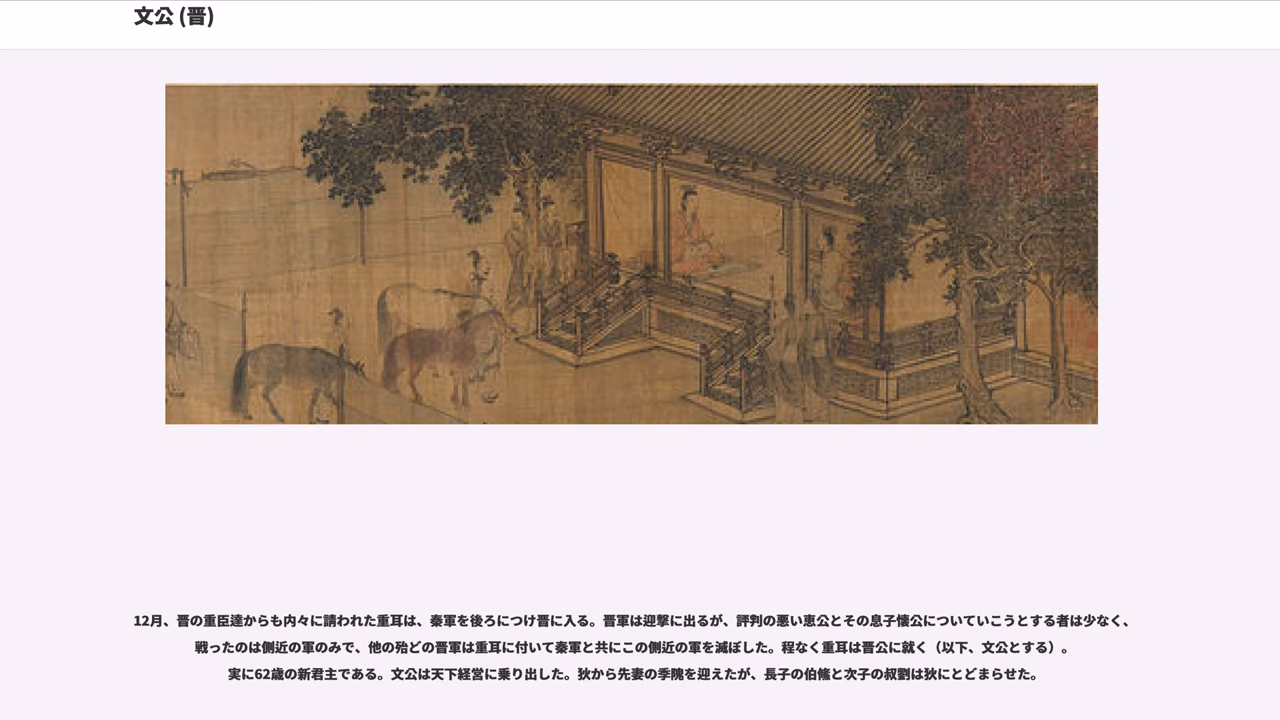 文公 (晋)
12月、晋の重臣達からも内々に請われた重耳は、秦軍を後ろにつけ晋に入る。晋軍は迎撃に出るが、評判の悪い恵公とその息子懐公についていこうとする者は少なく、
戦ったのは側近の軍のみで、他の殆どの晋軍は重耳に付いて秦軍と共にこの側近の軍を滅ぼした。程なく重耳は晋公に就く（以下、文公とする）。
実に62歳の新君主である。文公は天下経営に乗り出した。狄から先妻の季隗を迎えたが、長子の伯鯈と次子の叔劉は狄にとどまらせた。